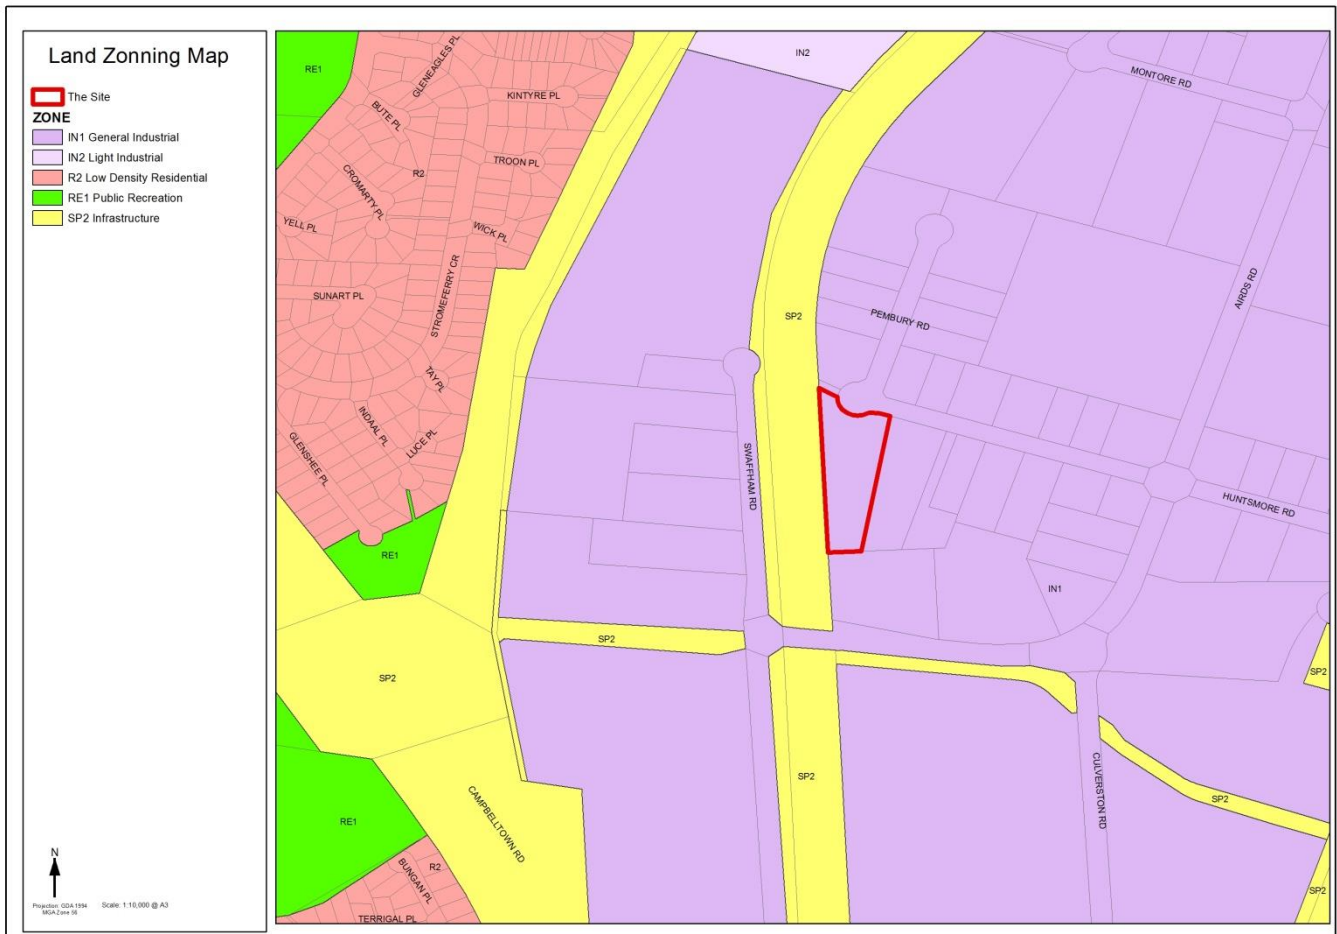 Land Zonning Map
The Site
ZONE
IN1 General Industrial
IN2 Light Industrial
R2 Low Density Residential
RE1 Public Recreation
SP2 Infrastructure
N
Projection: GDA 1994
MGA Zone 56
Scale: 1:10,000 @ A3
RE1
GLENEAGLES PL
KINTYRE PL
BUTE PL
TROON PL
R2
CROMARTY PL
YELL PL
WICK PL
SUNART PL
STROMEFERRY CR
TAY PL
INDAAL PL
LUCE PL
GLENSHEE PL
RE1
IN2
MONTORE RD
AIRDS RD
SP2
PEMBURY RD
SWAFFHAM RD
HUNTSMORE RD
IN1
SP2
SP2
SP2
SP2
CULVERSTON RD
SP2
CAMPBELLTOWN RD
RE1
R2
BUNGAN PL
TERRIGAL PL
SP2